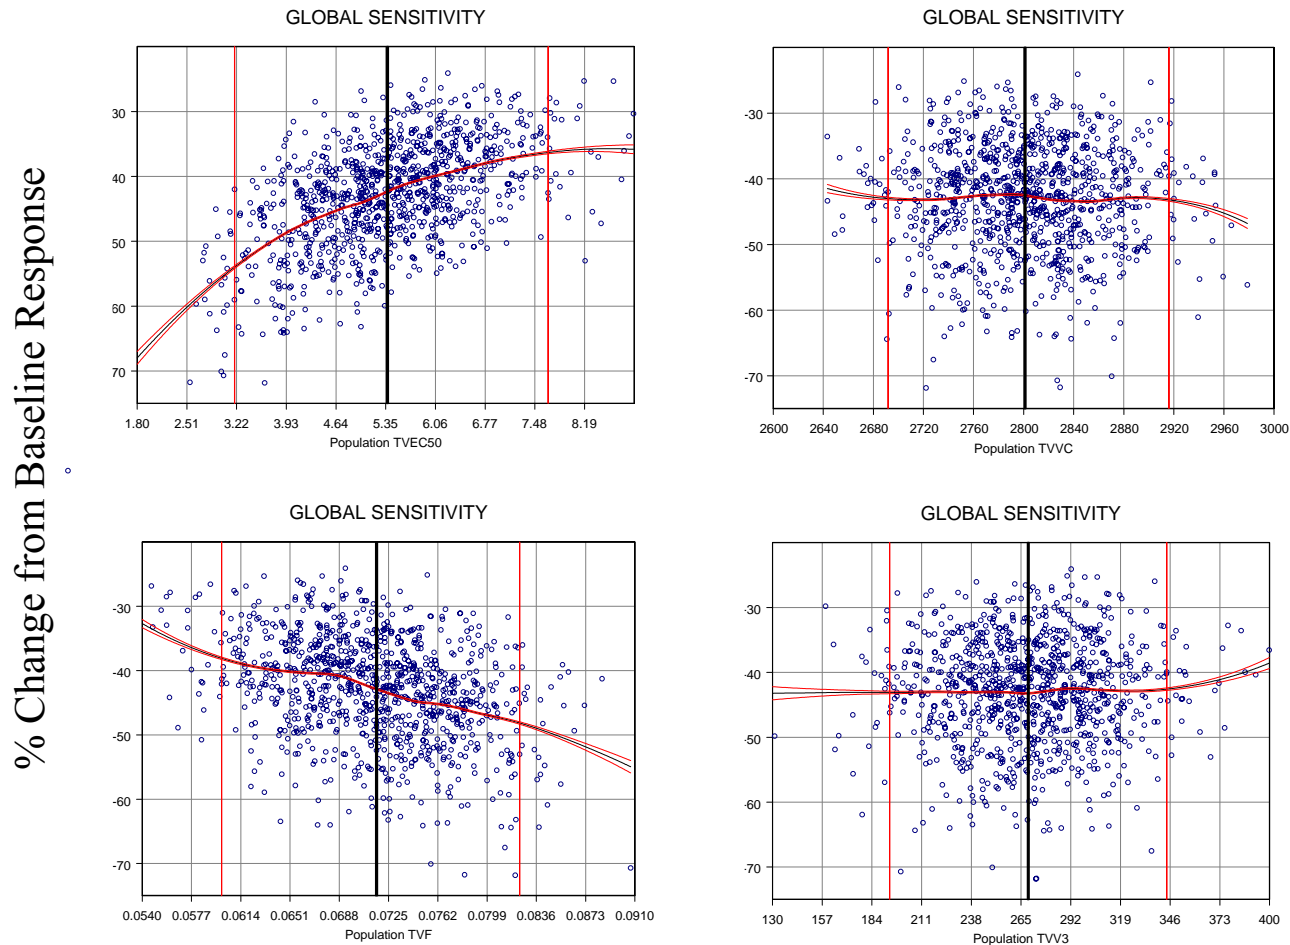 % Change from Baseline Response
GLOBAL SENSITIVITY
30
40
50
60
70
1.80 2.51 3.22 3.93 4.64 5.35 6.06 6.77 7.48 8.19
Population TVEC50
GLOBAL SENSITIVITY
-30
-40
-50
-60
-70
2600 2640 2680 2720 2760 2800 2840 2880 2920 2960 3000
Population TVVC
GLOBAL SENSITIVITY
-30
-40
-50
-60
-70
0.0540 0.0577 0.0614 0.0651 0.0688 0.0725 0.0762 0.0799 0.0836 0.0873 0.0910
Population TVF
GLOBAL SENSITIVITY
-30
-40
-50
-60
-70
130 157 184 211 238 265 292 319 346 373 400
Population TVV3